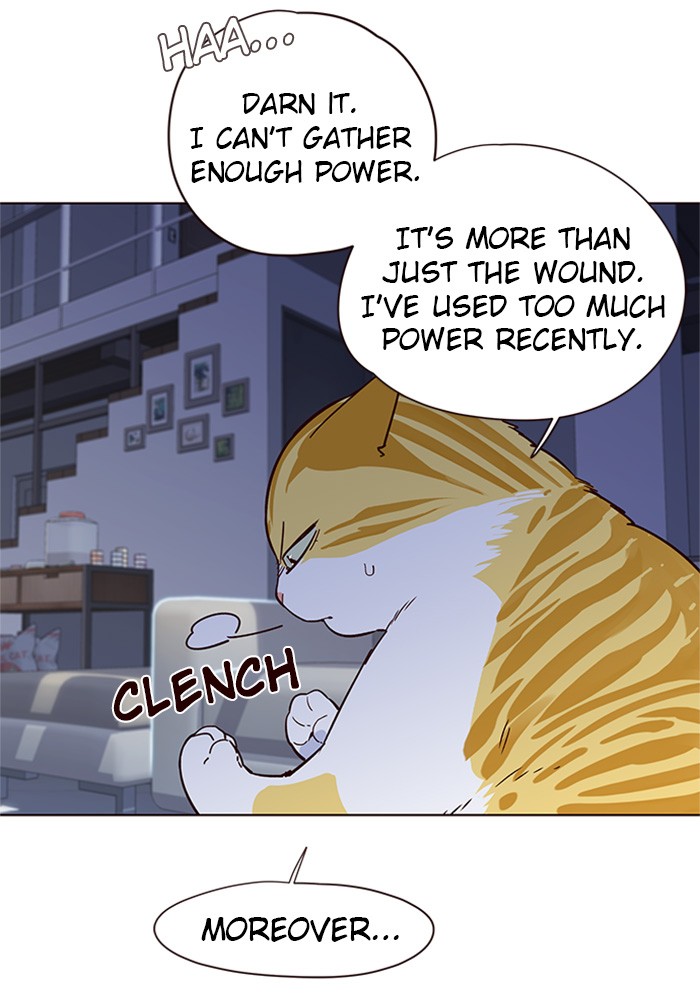 HAA...
DARN IT.
I CAN'T GATHER
ENOUGH POWER.
IT'S MORE THAN
JUST THE WOUND.
I'VE USED TOO MUCH
POWER RECENTLY.
CLENCH
MOREOVER...